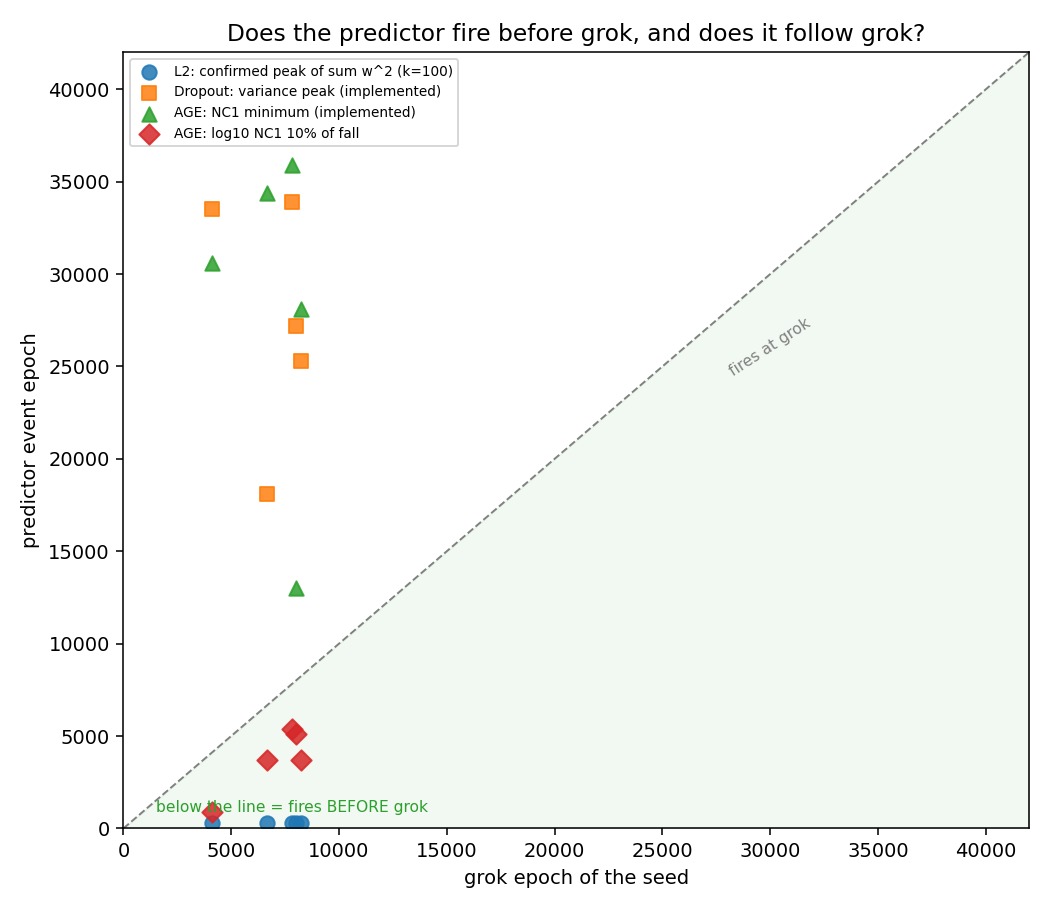 Does the predictor fire before grok, and does it follow grok?
L2: confirmed peak of sum w^2 (k=100)
Dropout: variance peak (implemented)
AGE: NC1 minimum (implemented)
AGE: log10 NC1 10% of fall
40000
35000
30000
25000
20000
15000
10000
5000
0
predictor event epoch
fires at grok
below the line = fires BEFORE grok
0 5000 10000 15000 20000 25000 30000 35000 40000
grok epoch of the seed